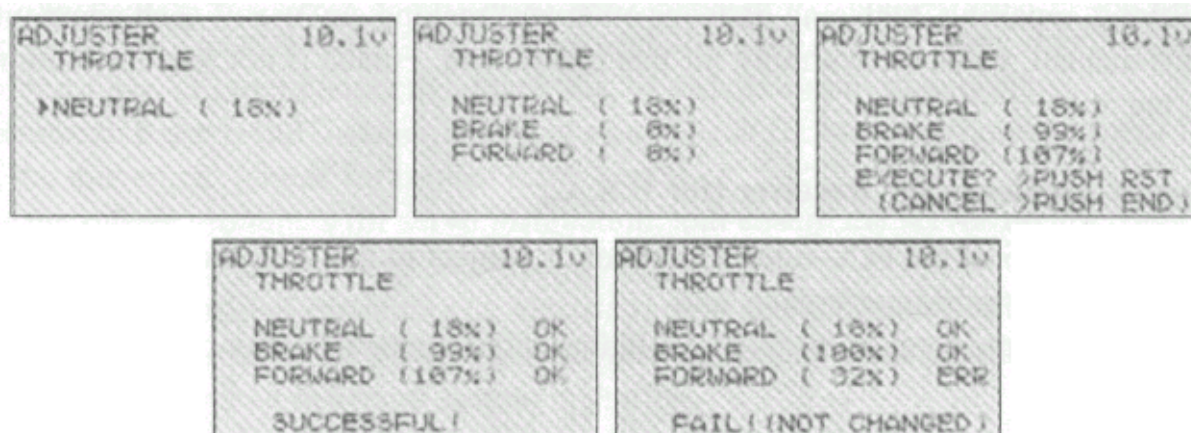 ADJUSTER 10.1v
THROTTLE
▶NEUTRAL ( 18%)
ADJUSTER 10.1v
THROTTLE
NEUTRAL ( 18%)
BRAKE ( 0%)
FORWARD ( 0%)
ADJUSTER 10.1v
THROTTLE
NEUTRAL ( 18%)
BRAKE ( 99%)
FORWARD (107%)
EXECUTE? >PUSH RST
(CANCEL >PUSH END)
ADJUSTER 10.1v
THROTTLE
NEUTRAL ( 18%) OK
BRAKE ( 99%) OK
FORWARD (107%) OK
SUCCESSFUL!
ADJUSTER 10.1v
THROTTLE
NEUTRAL ( 18%) OK
BRAKE (100%) OK
FORWARD ( 32%) ERR
FAIL!(NOT CHANGED)